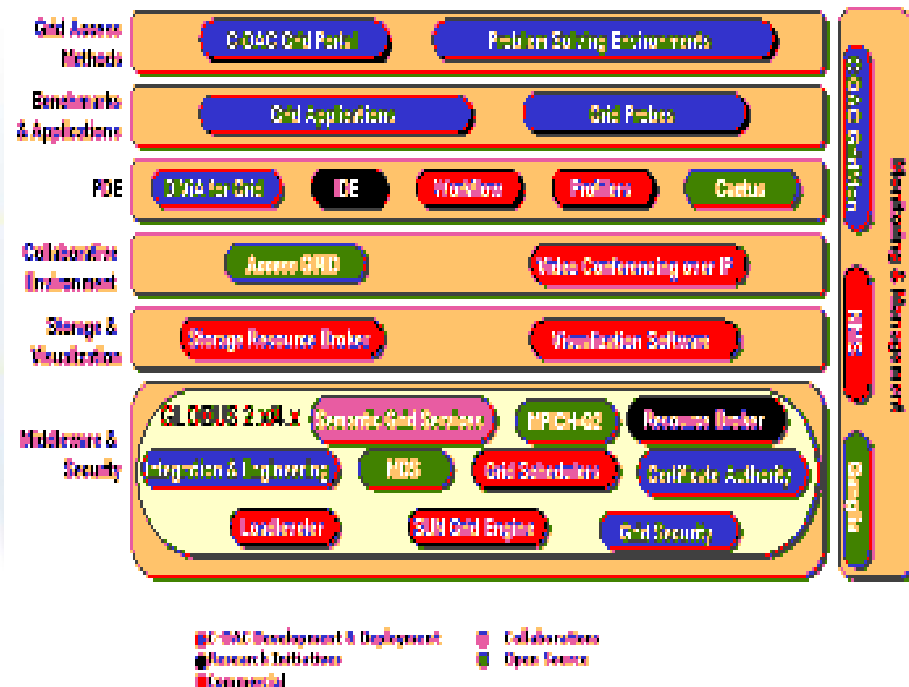 Grid Access
Methods
C-DAC Grid Portal
Problem Solving Environments
Benchmarks
& Applications
Grid Applications
Grid Probes
PDE
DIViA for Grid
IDE
Workflow
Profilers
Cactus
Collaborative
Environment
Access GRID
Video Conferencing over IP
Storage &
Visualization
Storage Resource Broker
Visualization Software
Middleware &
Security
GLOBUS 2.x/4.x
Semantic Grid Services
MPICH-G2
Resource Broker
Integration & Engineering
MDS
Grid Schedulers
Certificate Authority
Loadleveler
SUN Grid Engine
Grid Security
C-DAC GridMon
Ganglia
Monitoring & Management
C-DAC Development & Deployment
Collaborations
Research Initiatives
Open Source
Commercial